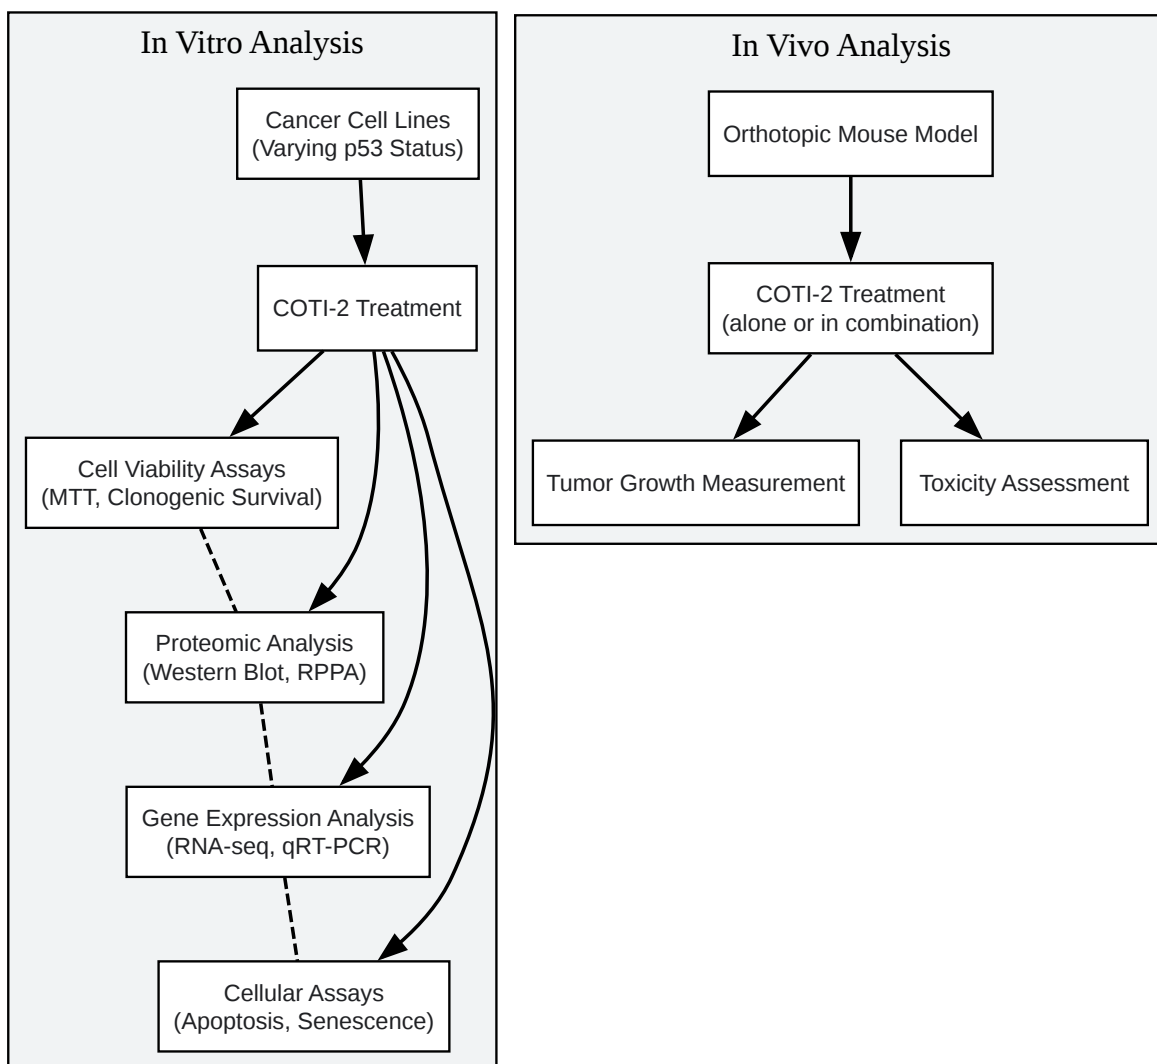 In Vitro Analysis
Cancer Cell Lines
(Varying p53 Status)
COTI-2 Treatment
Cell Viability Assays
(MTT, Clonogenic Survival)
Proteomic Analysis
(Western Blot, RPPA)
Gene Expression Analysis
(RNA-seq, qRT-PCR)
Cellular Assays
(Apoptosis, Senescence)
In Vivo Analysis
Orthotopic Mouse Model
COTI-2 Treatment
(alone or in combination)
Tumor Growth Measurement
Toxicity Assessment